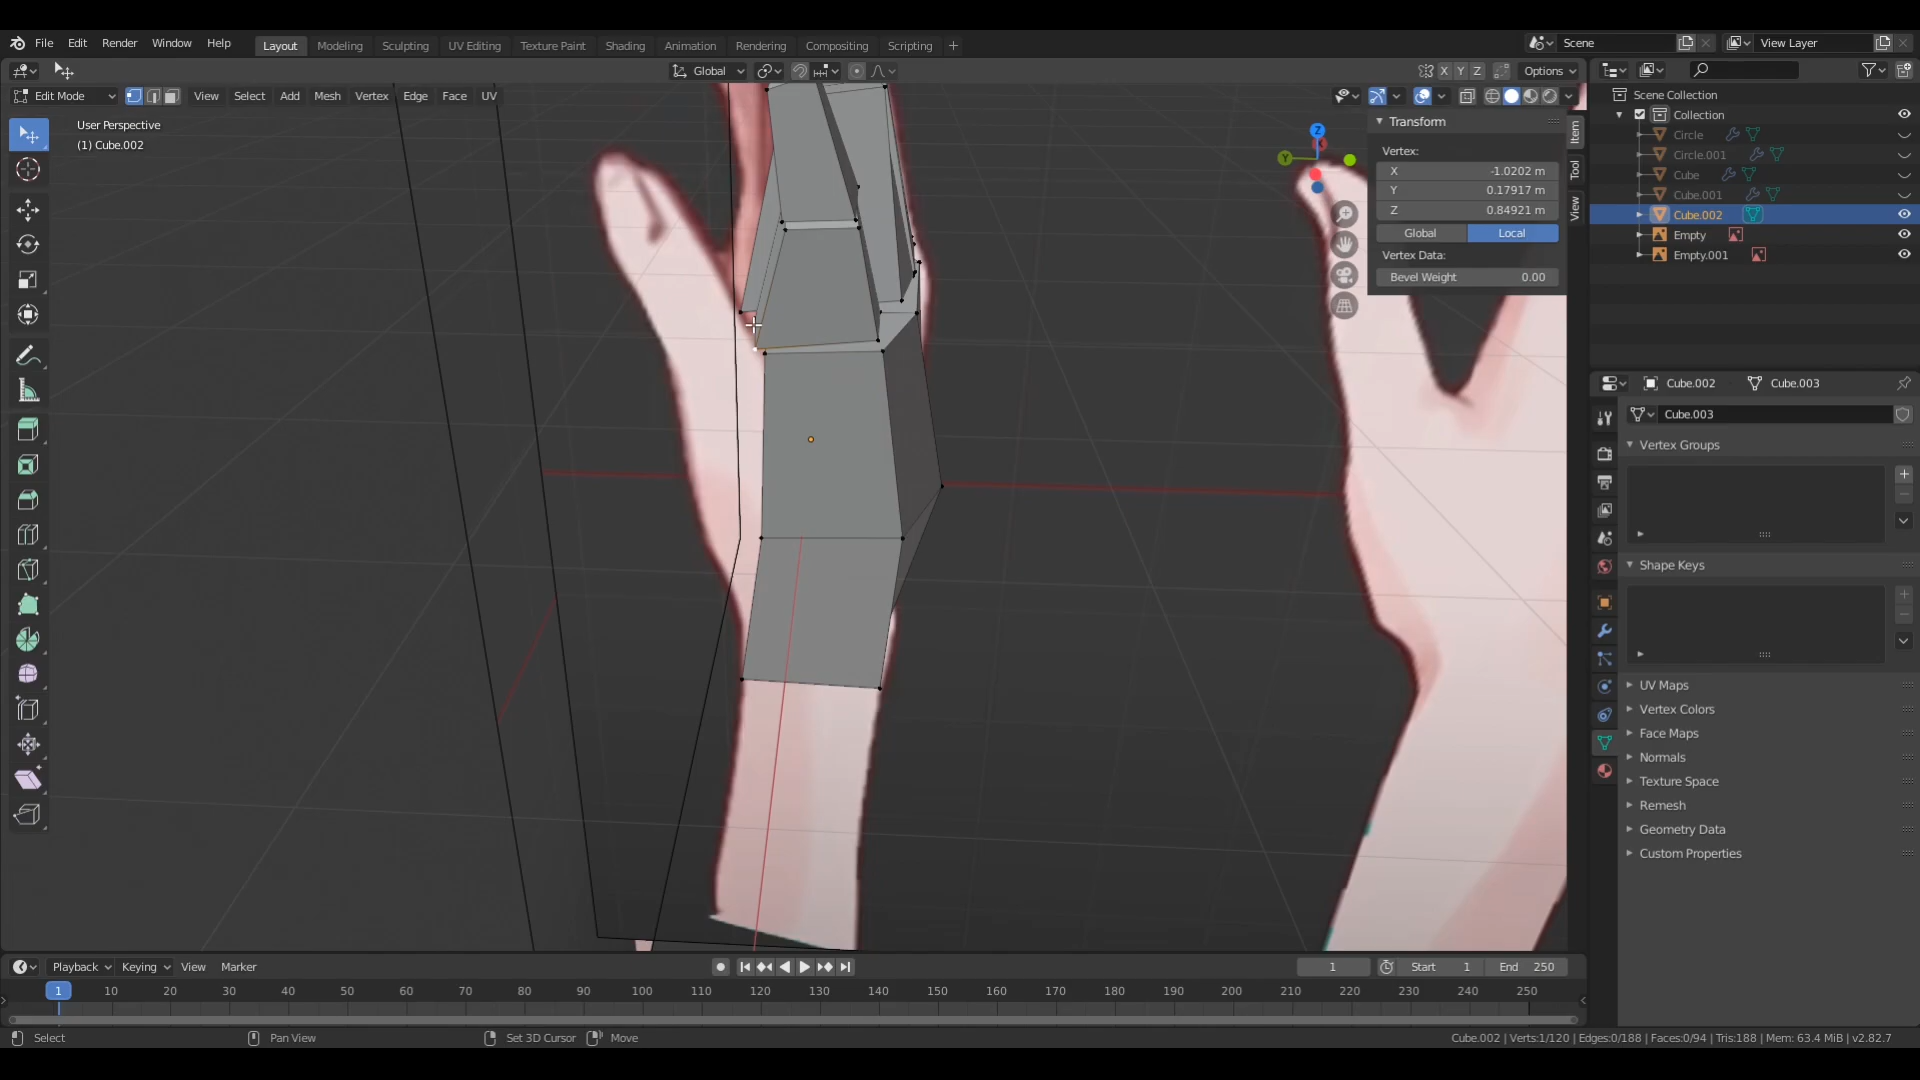 File Edit Render Window Help Layout Modeling Sculpting UV Editing Texture Paint Shading Animation Rendering Compositing Scripting + Scene View Layer
Global X Y Z Options
Edit Mode View Select Add Mesh Vertex Edge Face UV
User Perspective
(1) Cube.002
Z
Y
Transform
Vertex:
X -1.0202 m
Y 0.17917 m
Z 0.84921 m
Global Local
Vertex Data:
Bevel Weight 0.00
Item
Tool
View
Scene Collection
Collection
Circle
Circle.001
Cube
Cube.001
Cube.002
Empty
Empty.001
Cube.002 Cube.003
Cube.003
Vertex Groups
Shape Keys
UV Maps
Vertex Colors
Face Maps
Normals
Texture Space
Remesh
Geometry Data
Custom Properties
Playback Keying View Marker 1 Start 1 End 250
1 10 20 30 40 50 60 70 80 90 100 110 120 130 140 150 160 170 180 190 200 210 220 230 240 250
Select Pan View Set 3D Cursor Move Cube.002 | Verts:1/120 | Edges:0/188 | Faces:0/94 | Tris:188 | Mem: 63.4 MiB | v2.82.7